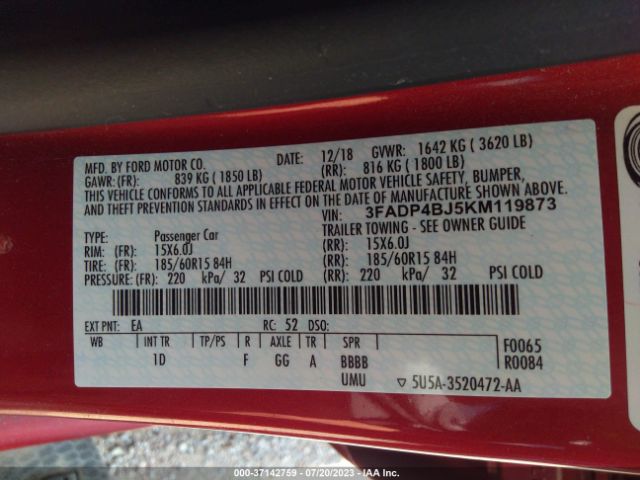 MFD. BY FORD MOTOR CO. DATE: 12/18 GVWR: 1642 KG ( 3620 LB)
GAWR: (FR): 839 KG ( 1850 LB) (RR): 816 KG ( 1800 LB)
THIS VEHICLE CONFORMS TO ALL APPLICABLE FEDERAL MOTOR VEHICLE SAFETY, BUMPER,
AND THEFT PREVENTION STANDARDS IN EFFECT ON THE DATE OF MANUFACTURE SHOWN ABOVE.
VIN: 3FADP4BJ5KM119873
TYPE: Passenger Car TRAILER TOWING - SEE OWNER GUIDE
RIM: (FR): 15X6.0J (RR): 15X6.0J
TIRE: (FR): 185/60R15 84H (RR): 185/60R15 84H
PRESSURE: (FR): 220 kPa/ 32 PSI COLD (RR): 220 kPa/ 32 PSI COLD
EXT PNT: EA RC: 52 DSO:
WB INT TR TP/PS R AXLE TR SPR F0065
1D F GG A BBBB R0084
UMU ▽ 5U5A-3520472-AA
000-37142759 - 07/20/2023 - IAA Inc.